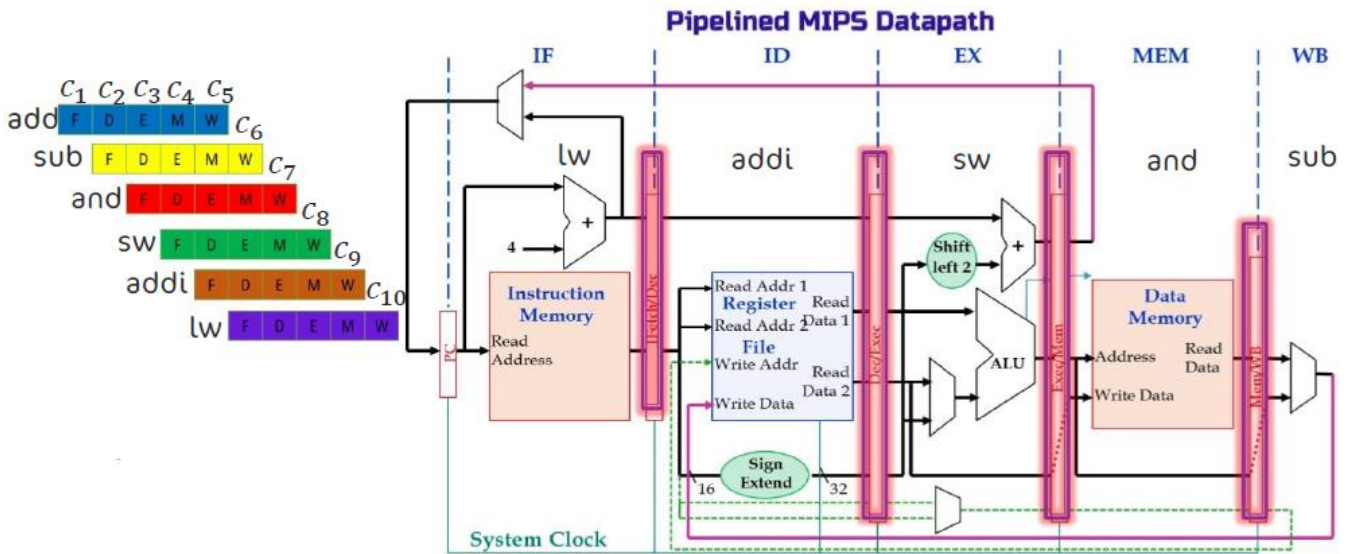 Pipelined MIPS Datapath
IF ID EX MEM WB
C1 C2 C3 C4 C5
add F D E M W C6
sub F D E M W C7
and F D E M W C8
sw F D E M W C9
addi F D E M W C10
lw F D E M W
lw addi sw and sub
+
4
+
Shift
left 2
PC
Instruction
Memory
Read
Address
IFetch/Dec
Read Addr 1
Register
Read Addr 2
File
Write Addr
Write Data
Read
Data 1
Read
Data 2
Dec/Exec
ALU
Exec/Mem
Data
Memory
Address
Read
Data
Write Data
Mem/WB
16
Sign
Extend
32
System Clock